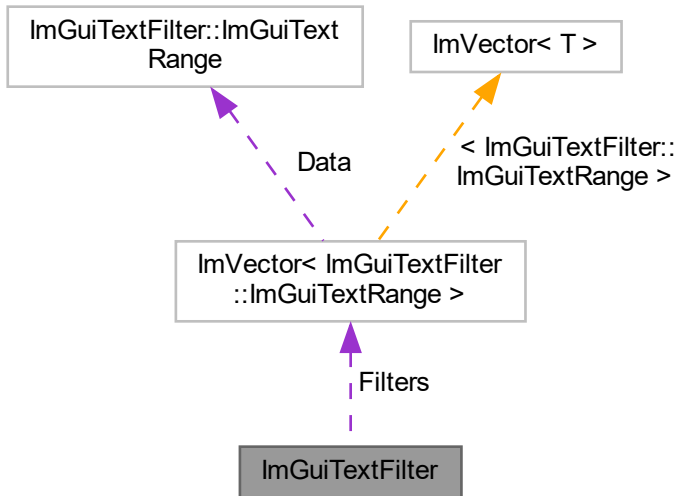 ImGuiTextFilter::ImGuiText
Range
ImVector< T >
Data
< ImGuiTextFilter::
ImGuiTextRange >
ImVector< ImGuiTextFilter
::ImGuiTextRange >
Filters
ImGuiTextFilter